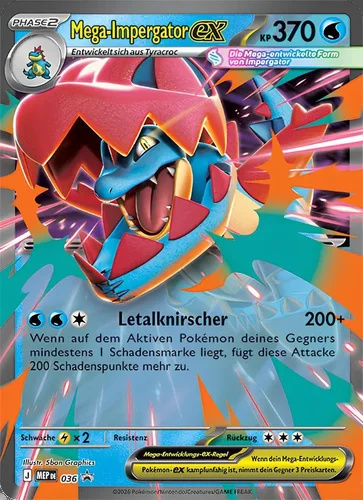 PHASE 2
Mega-Impergator ex
KP 370
Entwickelt sich aus Tyracroc
Die Mega-entwickelte Form
von Impergator
Letalknirscher 200+
Wenn auf dem Aktiven Pokémon deines Gegners
mindestens 1 Schadensmarke liegt, fügt diese Attacke
200 Schadenspunkte mehr zu.
Schwäche ×2 Resistenz Rückzug
Illustr. 5ban Graphics
Mega-Entwicklungs-ex-Regel
Wenn dein Mega-Entwicklungs-
Pokémon-ex kampfunfähig ist, nimmt dein Gegner 3 Preiskarten.
J MEP DE 036
©2026 Pokémon/Nintendo/Creatures/GAME FREAK